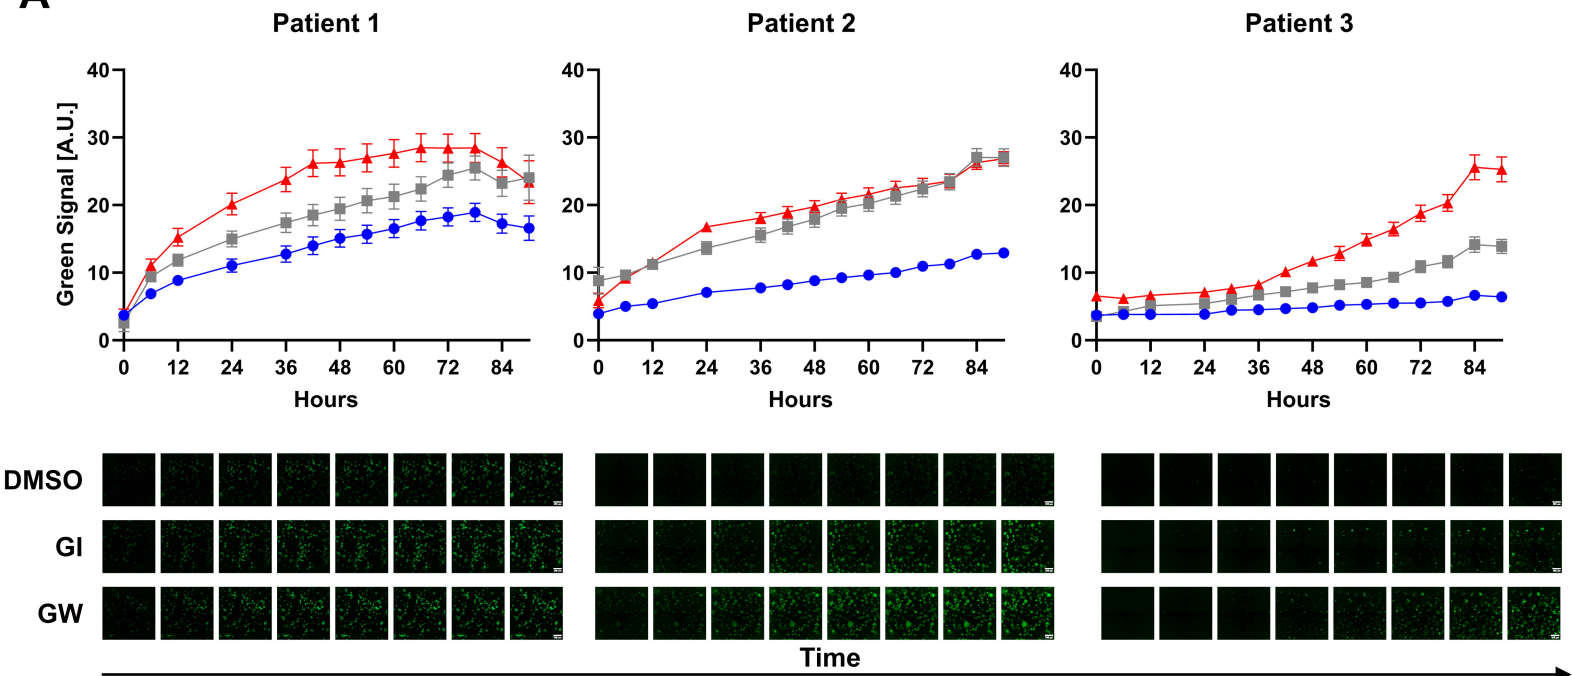 A
Patient 1 Patient 2 Patient 3
Green Signal [A.U.]
40 40 40
30 30 30
20 20 20
10 10 10
0 0 0
0 12 24 36 48 60 72 84 0 12 24 36 48 60 72 84 0 12 24 36 48 60 72 84
Hours Hours Hours
DMSO
GI
GW
Time